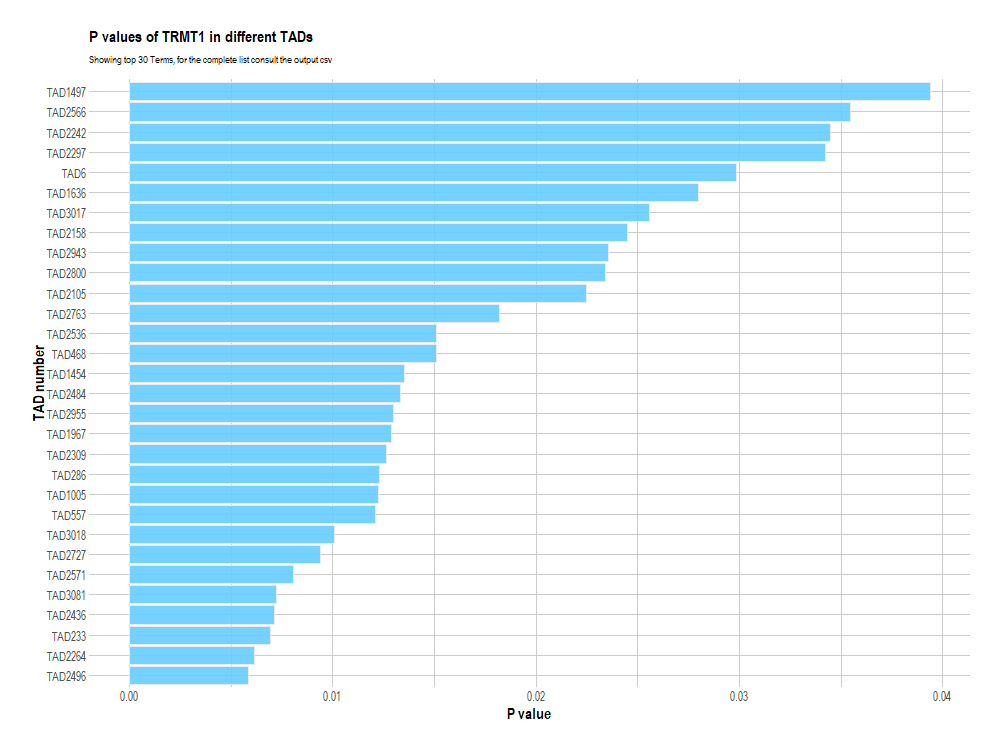 P values of TRMT1 in different TADs
Showing top 30 Terms, for the complete list consult the output csv
TAD1497
TAD2566
TAD2242
TAD2297
TAD6
TAD1636
TAD3017
TAD2158
TAD2943
TAD2800
TAD2105
TAD2763
TAD2536
TAD468
TAD1454
TAD2484
TAD2955
TAD1967
TAD2309
TAD286
TAD1005
TAD557
TAD3018
TAD2727
TAD2571
TAD3081
TAD2436
TAD233
TAD2264
TAD2496
TAD number
0.00 0.01 0.02 0.03 0.04
P value